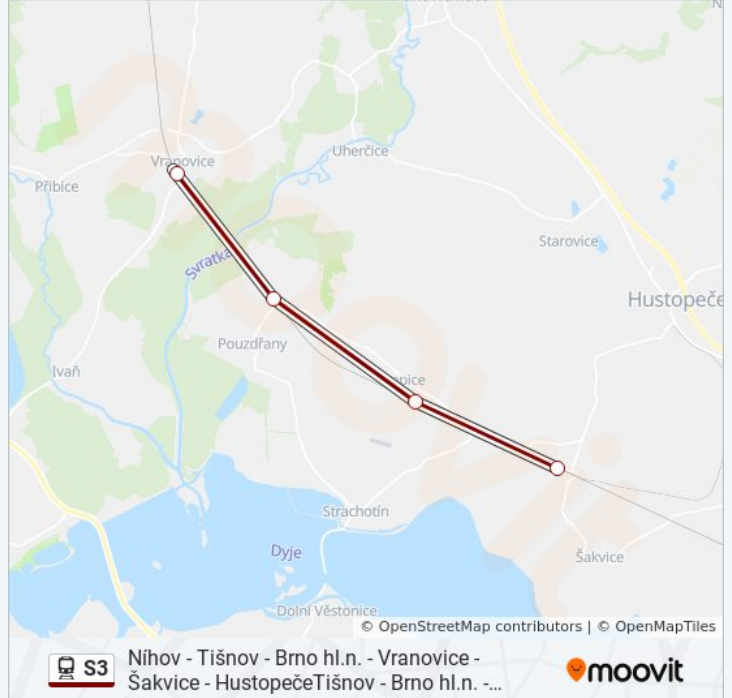 Vranovice
Uherčice
Přibice
Starovice
Svratka
Hustopeče
Pouzdřany
Ivaň
Strachotín
Dyje
Šakvice
Dolní Věstonice
© OpenStreetMap contributors | © OpenMapTiles
S3
Níhov - Tišnov - Brno hl.n. - Vranovice -
Šakvice - HustopečeTišnov - Brno hl.n. -...
moovit